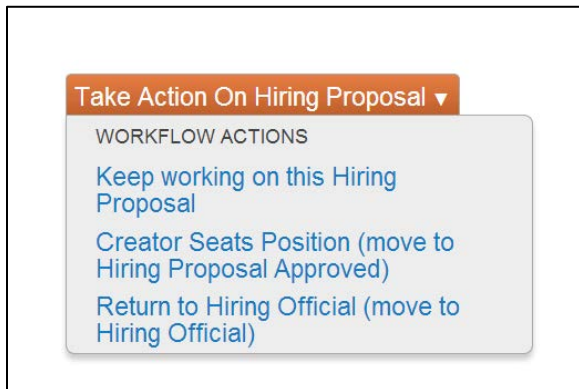 Take Action On Hiring Proposal ▼
WORKFLOW ACTIONS
Keep working on this Hiring
Proposal
Creator Seats Position (move to
Hiring Proposal Approved)
Return to Hiring Official (move to
Hiring Official)